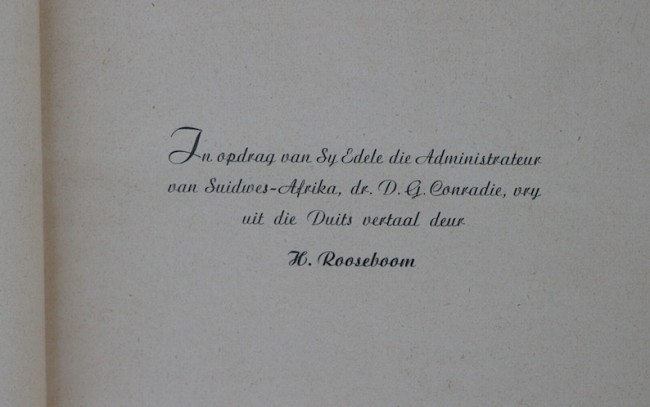 In opdrag van Sy Edele die Administrateur
van Suidwes-Afrika, dr. D. G. Conradie, vry
uit die Duits vertaal deur
H. Rooseboom